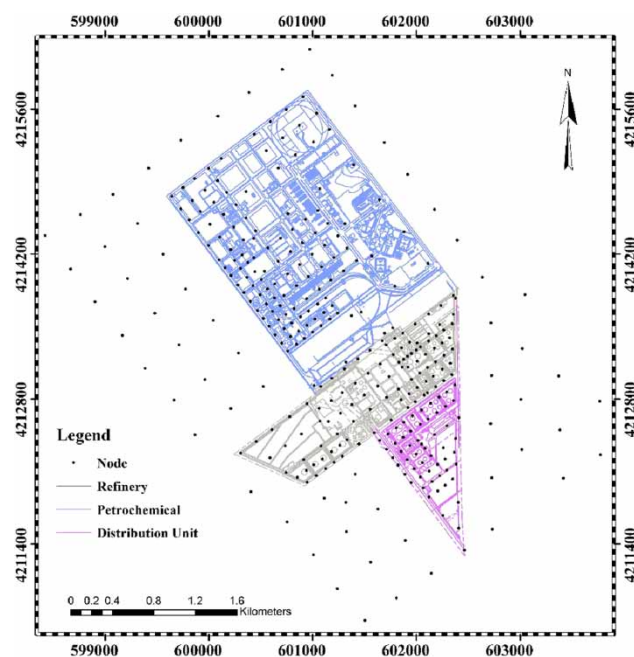 599000 600000 601000 602000 603000
N
4215600 4215600
4214200 4214200
4212800 4212800
4211400 4211400
Legend
Node
Refinery
Petrochemical
Distribution Unit
0 0.2 0.4 0.8 1.2 1.6
Kilometers
599000 600000 601000 602000 603000